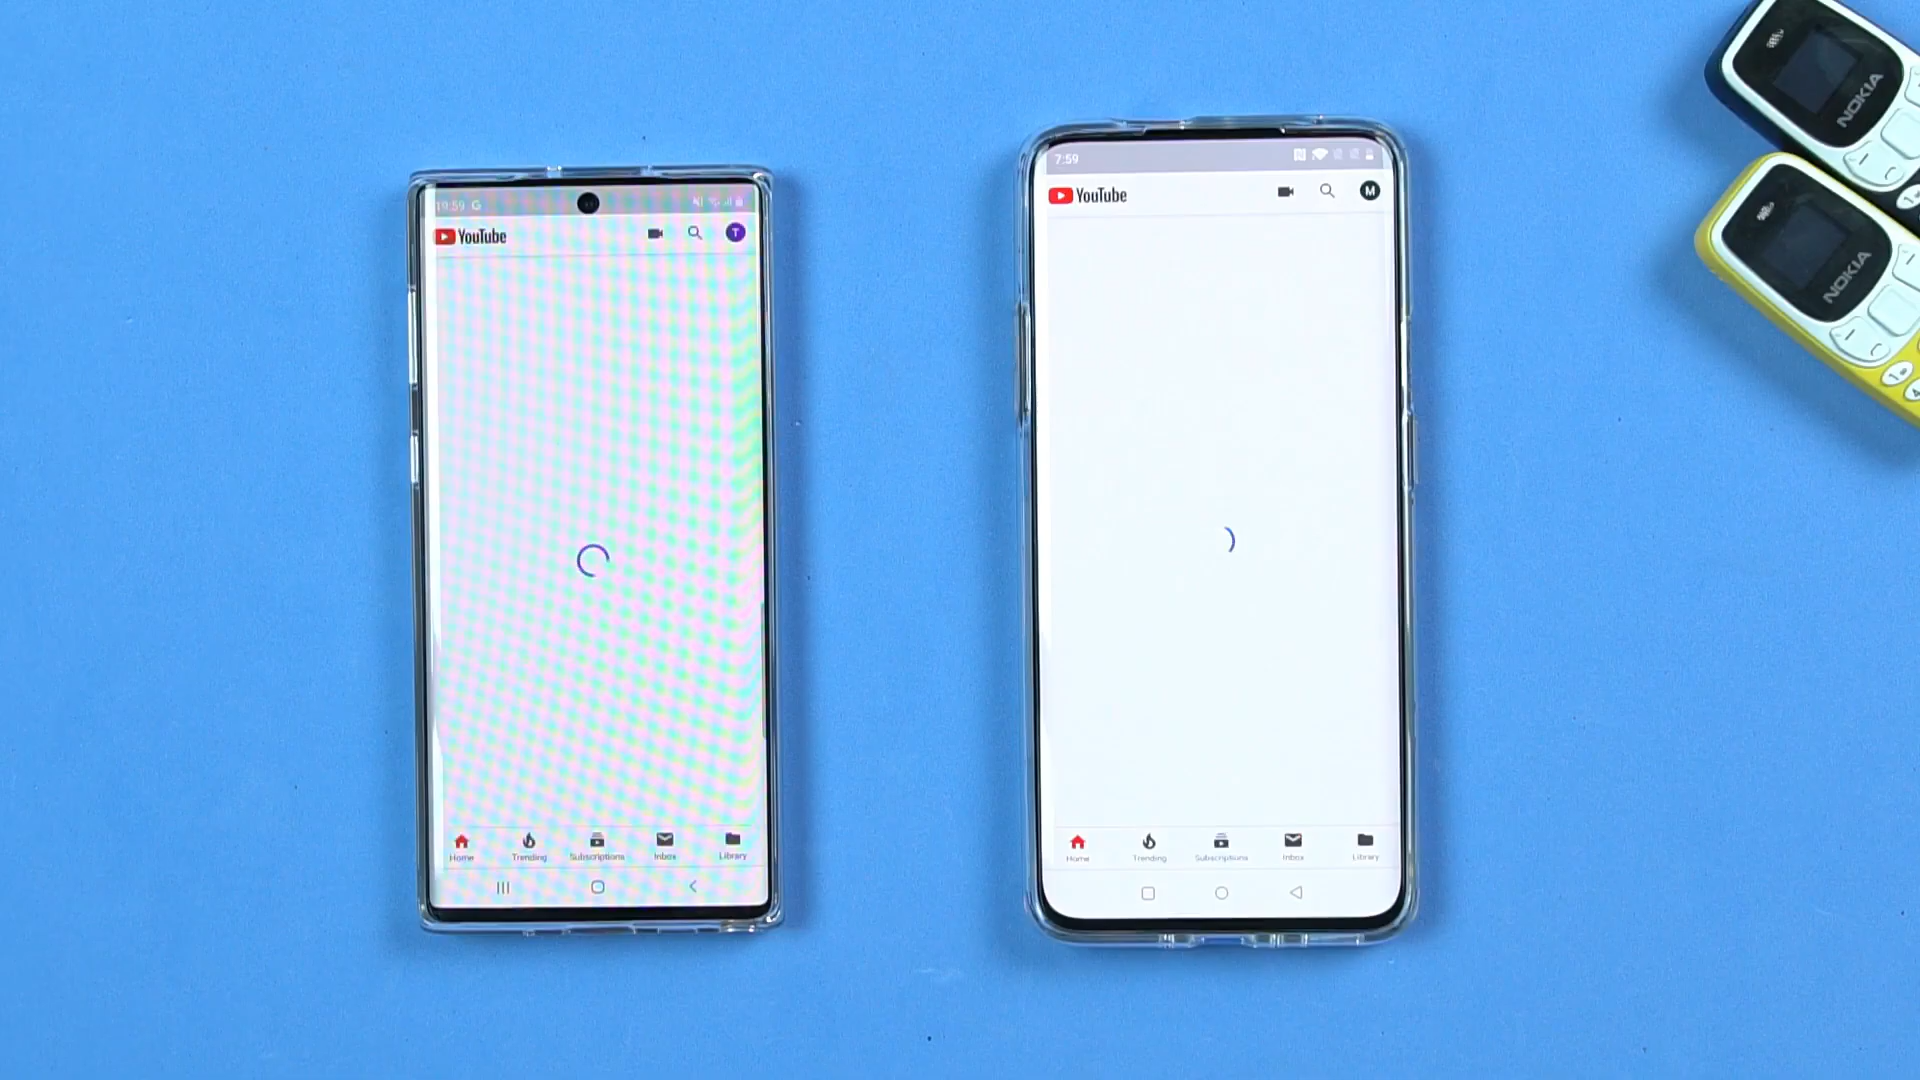 19:59 G
YouTube
T
Home Trending Subscriptions Inbox Library
7:59
YouTube
M
Home Trending Subscriptions Inbox Library
NOKIA
NOKIA